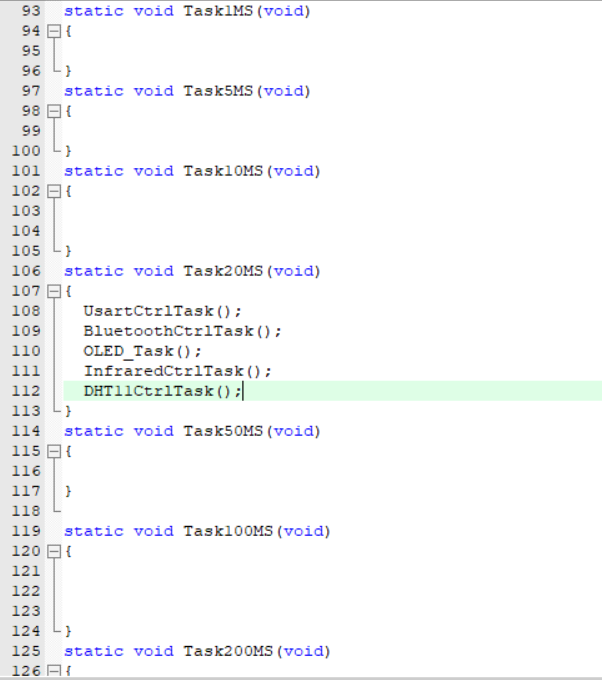 93 static void Task1MS(void)
94 {
95
96 }
97 static void Task5MS(void)
98 {
99
100 }
101 static void Task10MS(void)
102 {
103
104
105 }
106 static void Task20MS(void)
107 {
108 UsartCtrlTask();
109 BluetoothCtrlTask();
110 OLED_Task();
111 InfraredCtrlTask();
112 DHT11CtrlTask();
113 }
114 static void Task50MS(void)
115 {
116
117 }
118
119 static void Task100MS(void)
120 {
121
122
123
124 }
125 static void Task200MS(void)
126 {